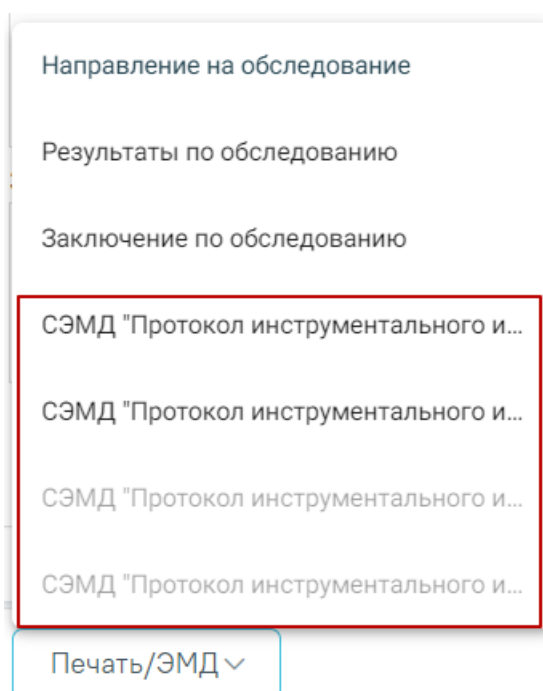 Направление на обследование
Результаты по обследованию
Заключение по обследованию
СЭМД "Протокол инструментального и...
СЭМД "Протокол инструментального и...
СЭМД "Протокол инструментального и...
СЭМД "Протокол инструментального и...
Печать/ЭМД